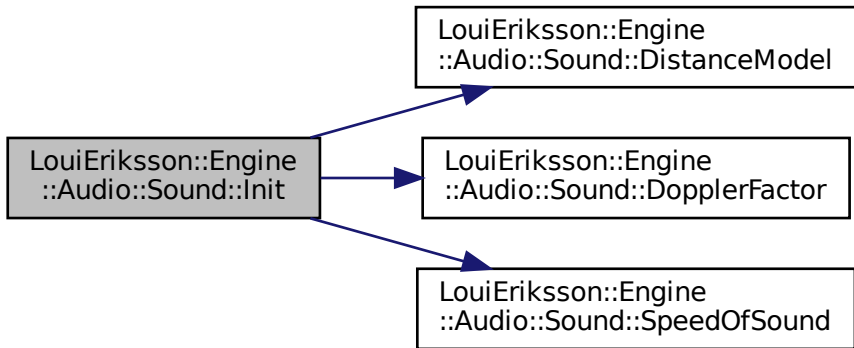 LouiEriksson::Engine
::Audio::Sound::DistanceModel
LouiEriksson::Engine
::Audio::Sound::Init
LouiEriksson::Engine
::Audio::Sound::DopplerFactor
LouiEriksson::Engine
::Audio::Sound::SpeedOfSound